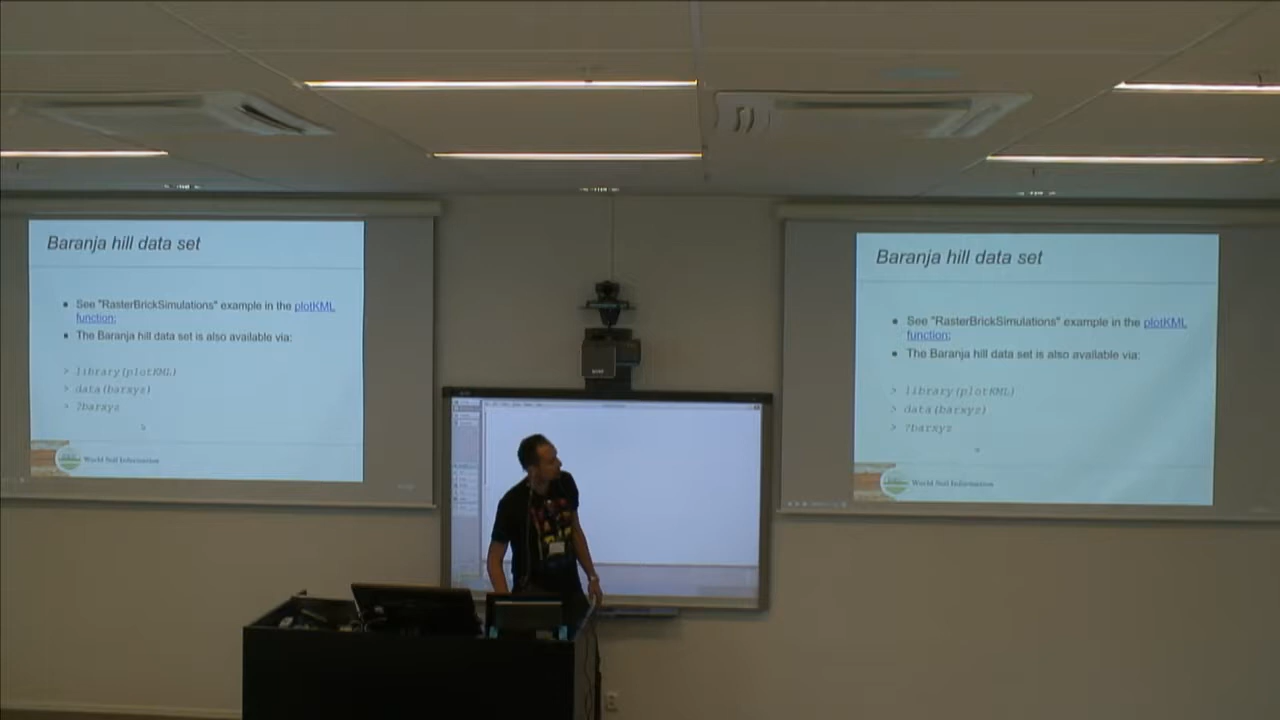 Baranja hill data set
• See "RasterBrickSimulations" example in the plotKML
function;
• The Baranja hill data set is also available via:
> library(plotKML)
> data(barxyz)
> ?barxyz
World Soil Information
Baranja hill data set
• See "RasterBrickSimulations" example in the plotKML
function;
• The Baranja hill data set is also available via:
> library(plotKML)
> data(barxyz)
> ?barxyz
World Soil Information